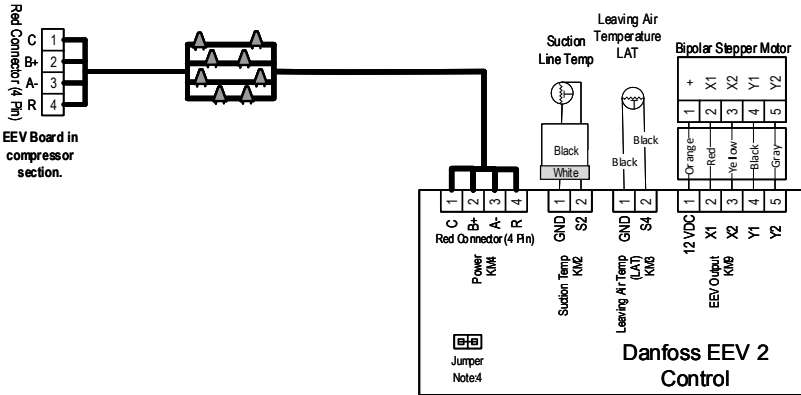 Red Connector (4 Pin)
C 1
B+ 2
A- 3
R 4
EEV Board in
compressor
section.
Suction
Line Temp
Leaving Air
Temperature
LAT
Bipolar Stepper Motor
+ X1 X2 Y1 Y2
1 2 3 4 5
Orange Red Yellow Black Gray
Black
White
Black
Black
1 2 3 4
C B+ A- R
Red Connector (4 Pin)
Power
KM4
1 2
GND S2
Suction Temp
KM2
1 2
GND S4
Leaving Air Temp
(LAT)
KM3
1 2 3 4 5
12 VDC X1 X2 Y1 Y2
EEV Output
KM9
Jumper
Note:4
Danfoss EEV 2
Control